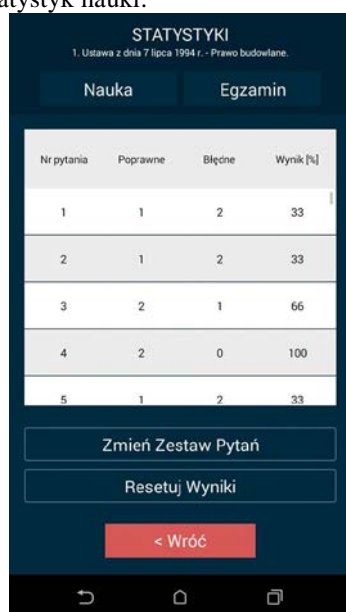 STATYSTYKI
1. Ustawa z dnia 7 lipca 1994 r. - Prawo budowlane.
Nauka Egzamin
Nr pytania Poprawne Błędne Wynik [%]
1 1 2 33
2 1 2 33
3 2 1 66
4 2 0 100
5 1 2 33
Zmień Zestaw Pytań
Resetuj Wyniki
< Wróć